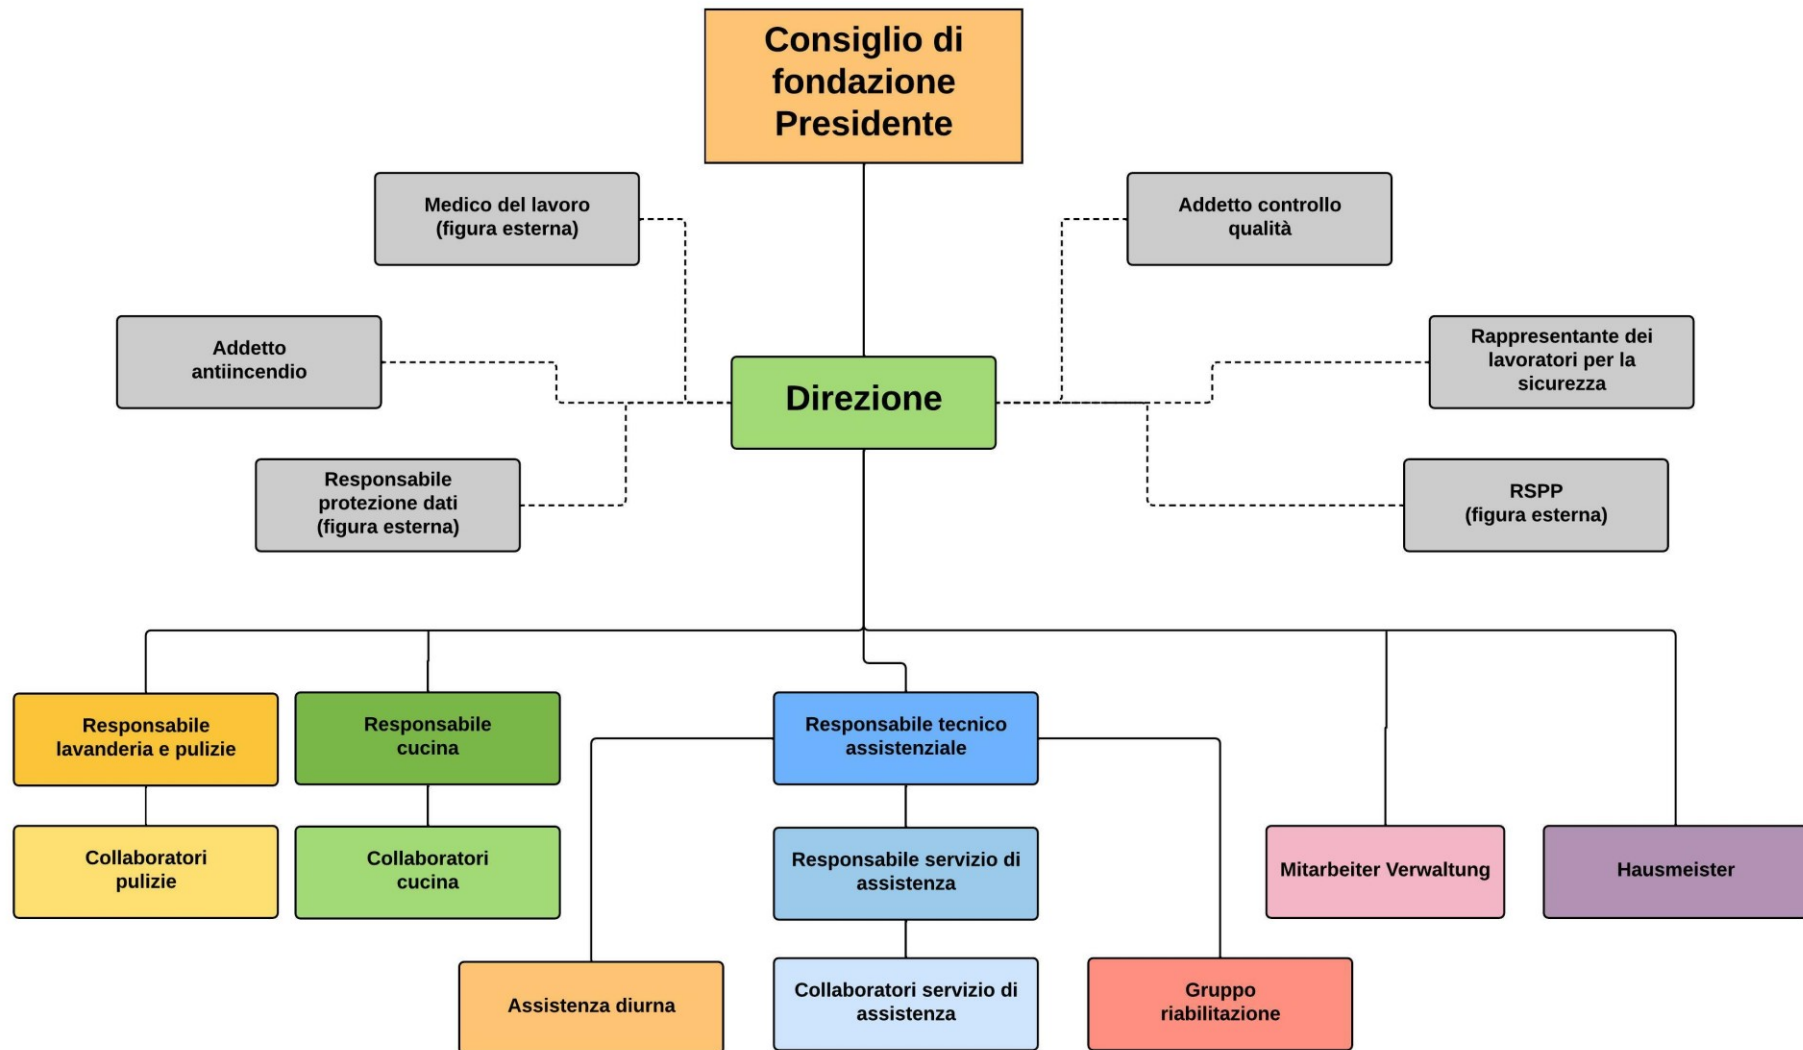 Consiglio di
fondazione
Presidente
Medico del lavoro
(figura esterna)
Addetto controllo
qualità
Addetto
antiincendio
Rappresentante dei
lavoratori per la
sicurezza
Direzione
Responsabile
protezione dati
(figura esterna)
RSPP
(figura esterna)
Responsabile
lavanderia e pulizie
Responsabile
cucina
Responsabile tecnico
assistenziale
Collaboratori
pulizie
Collaboratori
cucina
Responsabile servizio di
assistenza
Mitarbeiter Verwaltung
Hausmeister
Assistenza diurna
Collaboratori servizio di
assistenza
Gruppo
riabilitazione